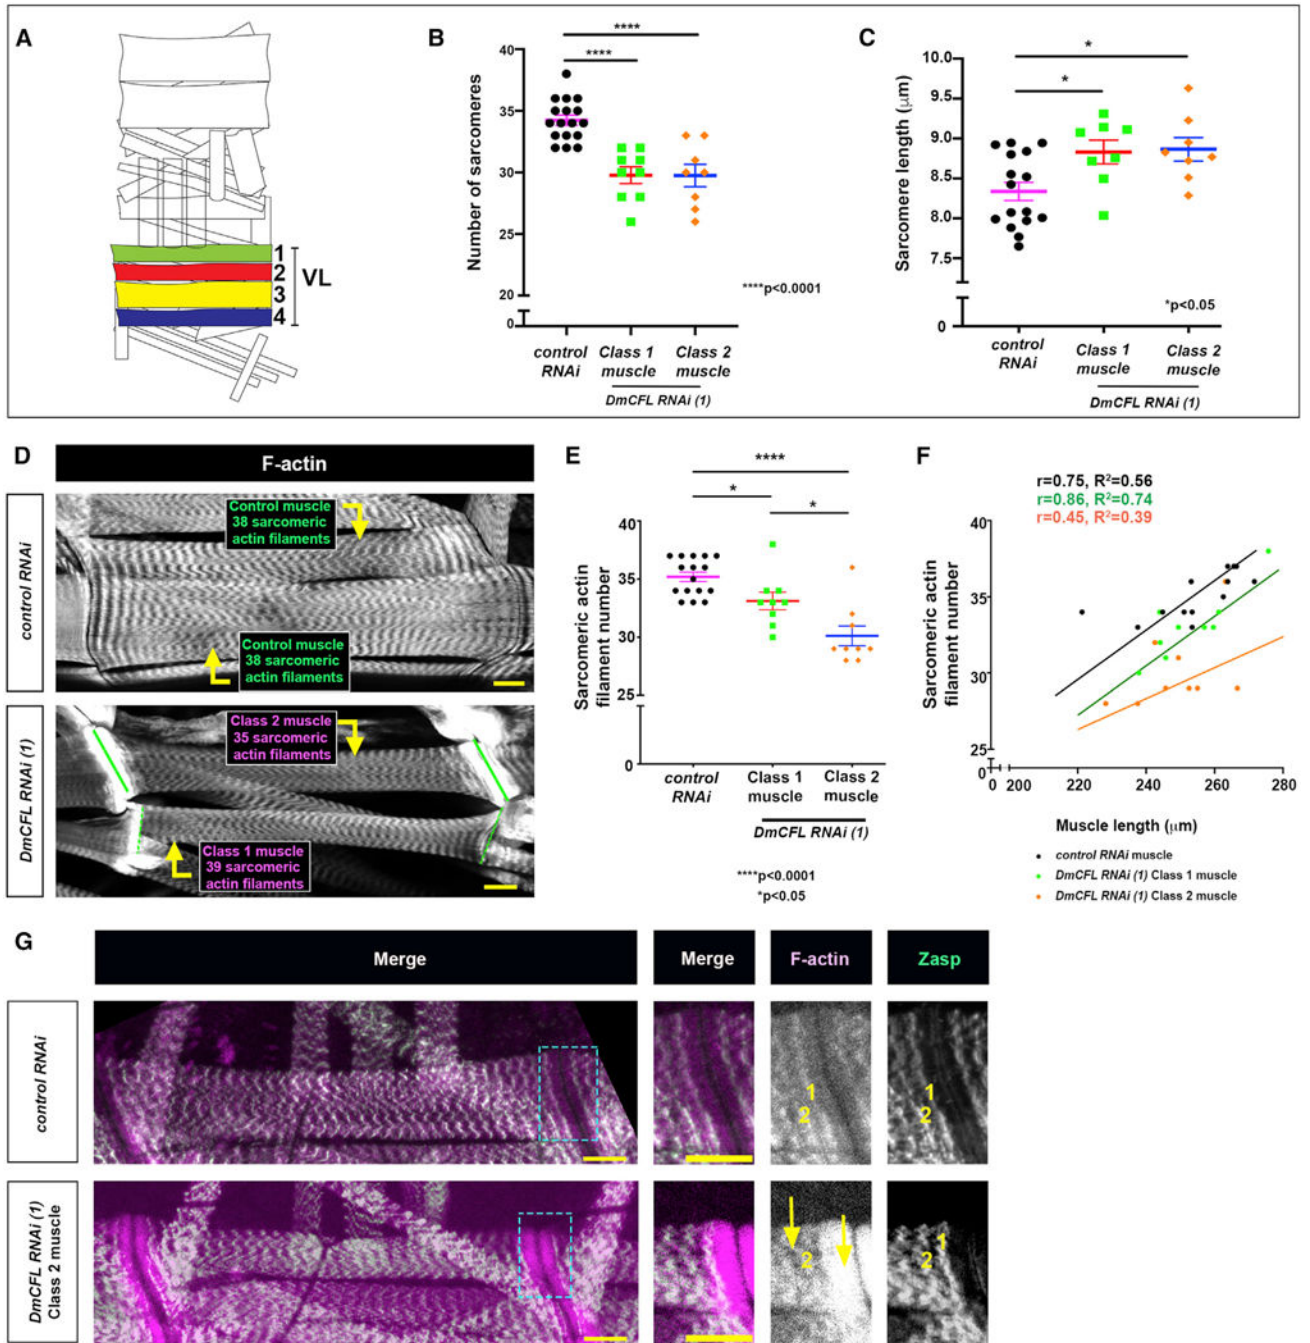 A
1
2
3
4
VL
B
Number of sarcomeres
40
35
30
25
20
0
****
****
****p<0.0001
control
RNAi
Class 1
muscle
Class 2
muscle
DmCFL RNAi (1)
C
Sarcomere length (μm)
10.0
9.5
9.0
8.5
8.0
7.5
0
*
*
*p<0.05
control
RNAi
Class 1
muscle
Class 2
muscle
DmCFL RNAi (1)
D
F-actin
control RNAi
Control muscle
38 sarcomeric
actin filaments
Control muscle
38 sarcomeric
actin filaments
DmCFL RNAi (1)
Class 2 muscle
35 sarcomeric
actin filaments
Class 1 muscle
39 sarcomeric
actin filaments
E
Sarcomeric actin
filament number
40
35
30
25
0
****
*
*
control
RNAi
Class 1
muscle
Class 2
muscle
DmCFL RNAi (1)
****p<0.0001
*p<0.05
F
r=0.75, R²=0.56
r=0.86, R²=0.74
r=0.45, R²=0.39
Sarcomeric actin
filament number
40
35
30
25
0
0 200 220 240 260 280
Muscle length (μm)
control RNAi muscle
DmCFL RNAi (1) Class 1 muscle
DmCFL RNAi (1) Class 2 muscle
G
Merge
Merge
F-actin
Zasp
control RNAi
1
2
1
2
DmCFL RNAi (1)
Class 2 muscle
2
1
2